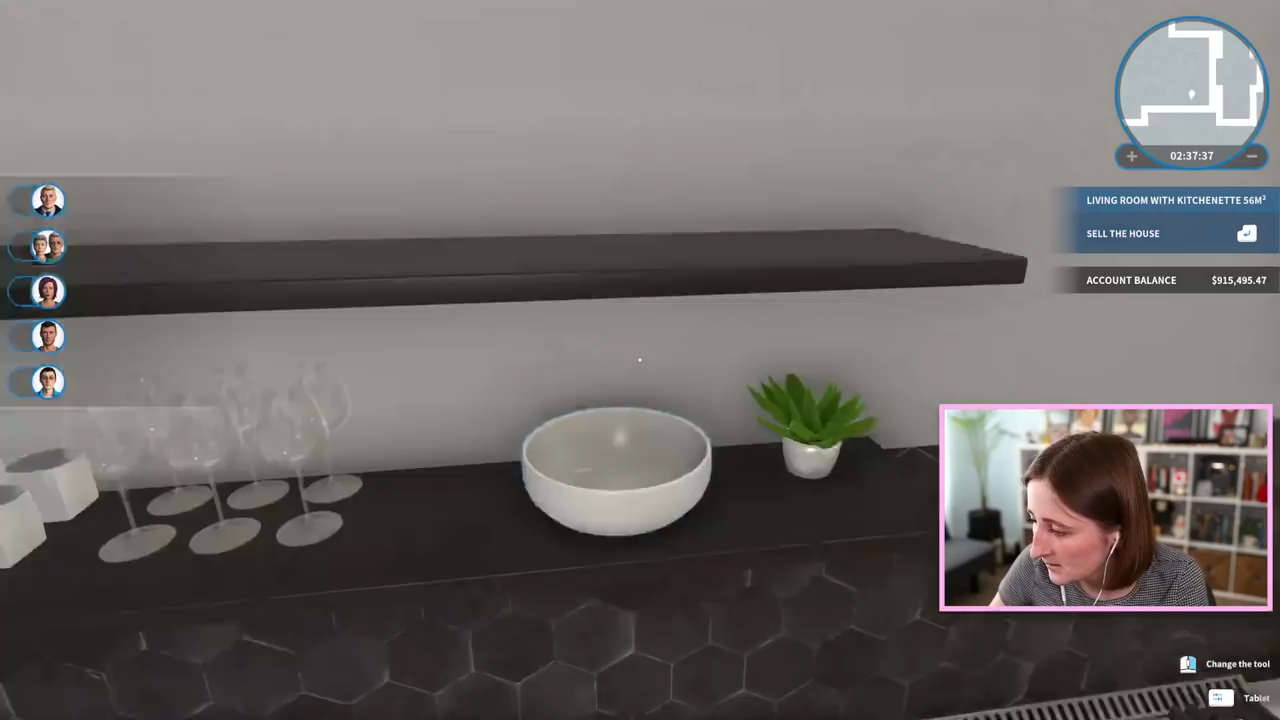 02:37:37
LIVING ROOM WITH KITCHENETTE 56M²
SELL THE HOUSE
ACCOUNT BALANCE $915,495.47
Change the tool
Tablet